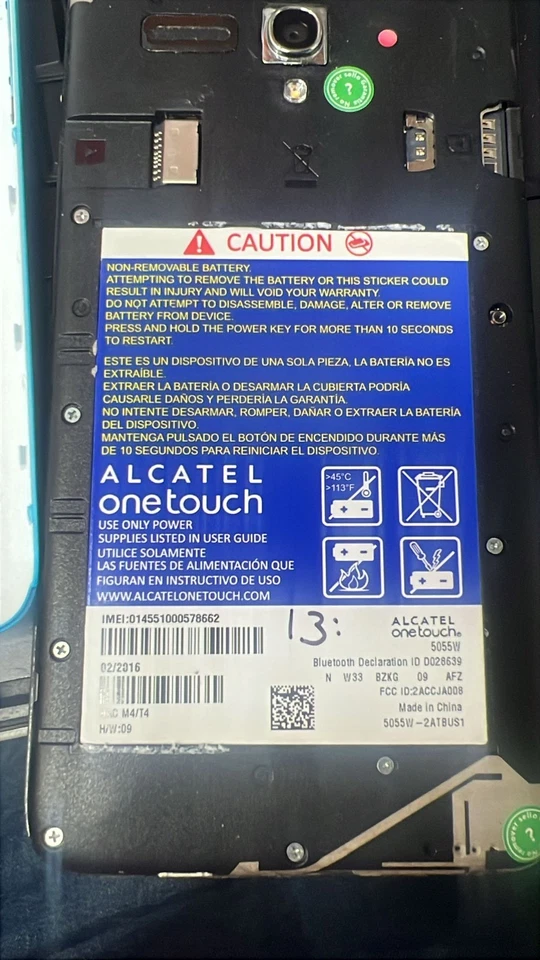 No remover sello Garantia
?
CAUTION
NON-REMOVABLE BATTERY.
ATTEMPTING TO REMOVE THE BATTERY OR THIS STICKER COULD
RESULT IN INJURY AND WILL VOID YOUR WARRANTY.
DO NOT ATTEMPT TO DISASSEMBLE, DAMAGE, ALTER OR REMOVE
BATTERY FROM DEVICE.
PRESS AND HOLD THE POWER KEY FOR MORE THAN 10 SECONDS
TO RESTART.
ESTE ES UN DISPOSITIVO DE UNA SOLA PIEZA, LA BATERÍA NO ES
EXTRAÍBLE.
EXTRAER LA BATERÍA O DESARMAR LA CUBIERTA PODRÍA
CAUSARLE DAÑOS Y PERDERÍA LA GARANTÍA.
NO INTENTE DESARMAR, ROMPER, DAÑAR O EXTRAER LA BATERÍA
DEL DISPOSITIVO.
MANTENGA PULSADO EL BOTÓN DE ENCENDIDO DURANTE MÁS
DE 10 SEGUNDOS PARA REINICIAR EL DISPOSITIVO.
ALCATEL
onetouch
USE ONLY POWER
SUPPLIES LISTED IN USER GUIDE
UTILICE SOLAMENTE
LAS FUENTES DE ALIMENTACIÓN QUE
FIGURAN EN INSTRUCTIVO DE USO
WWW.ALCATELONETOUCH.COM
>45°C
>113°F
IMEI:014551000578662
02/2016
M4/T4
H/W:09
13:
ALCATEL
onetouch®
5055W
Bluetooth Declaration ID D028639
N W33 BZKG 09 AFZ
FCC ID:2ACCJA008
Made in China
5055W-2ATBUS1
remover sello
?